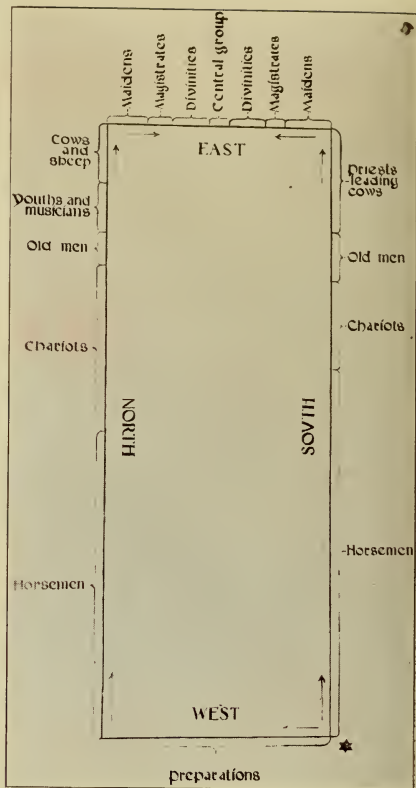 Maidens
Magistrates
Divinities
Central group
Divinities
Magistrates
Maidens
EAST
Cows
and
sheep
Youths and
musicians
Old men
Chariots
Horsemen
NORTH
SOVTH
Priests
leading
cows
Old men
Chariots
Horsemen
WEST
preparations